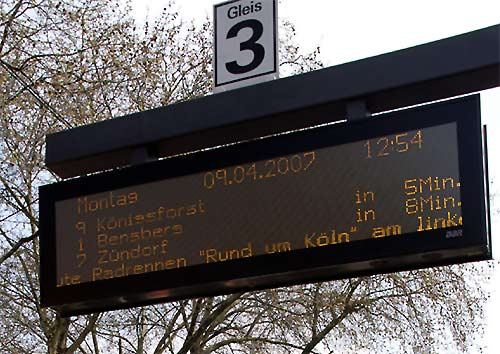 Gleis
3
Montag 09.04.2007 12:54
9 Königsforst in 5Min.
1 Bensberg in 8Min.
7 Zündorf
ute Radrennen "Rund um Köln" am linke